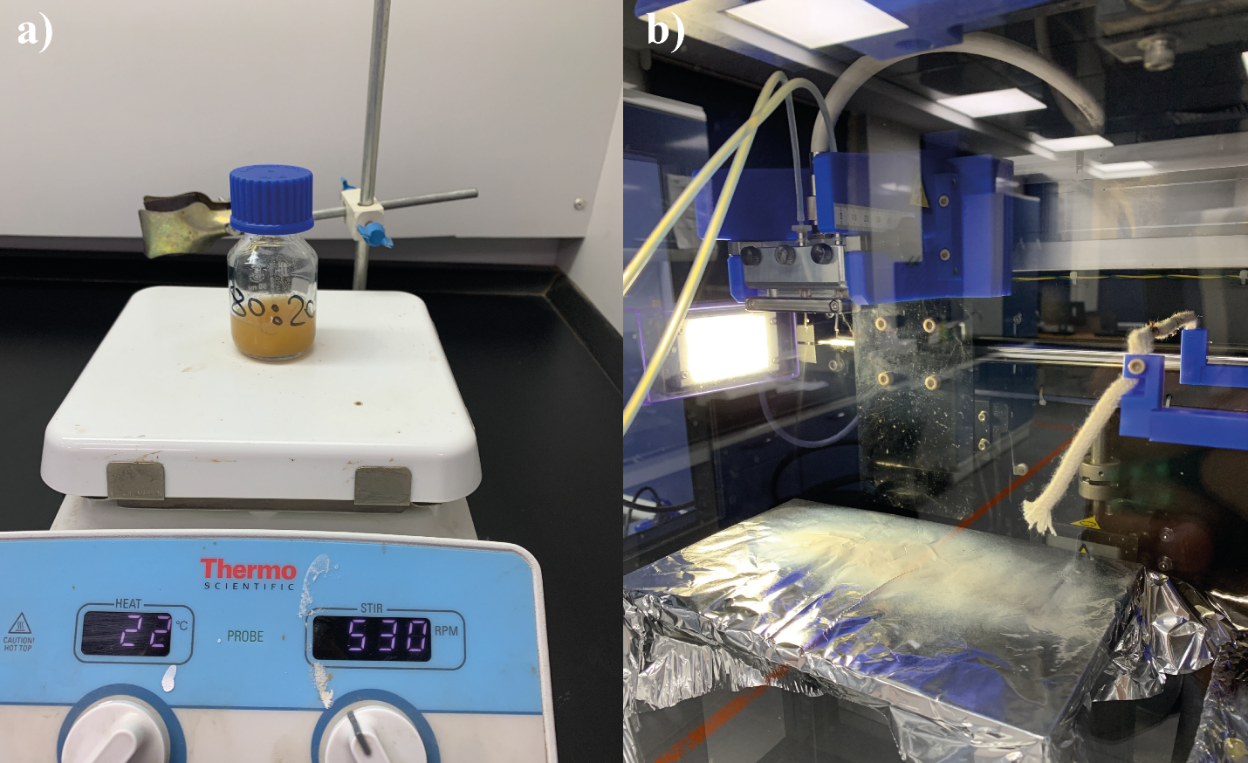 a)
80:20
Thermo
SCIENTIFIC
HEAT
22 °C
CAUTION!
HOT TOP
PROBE
STIR
530 RPM
b)